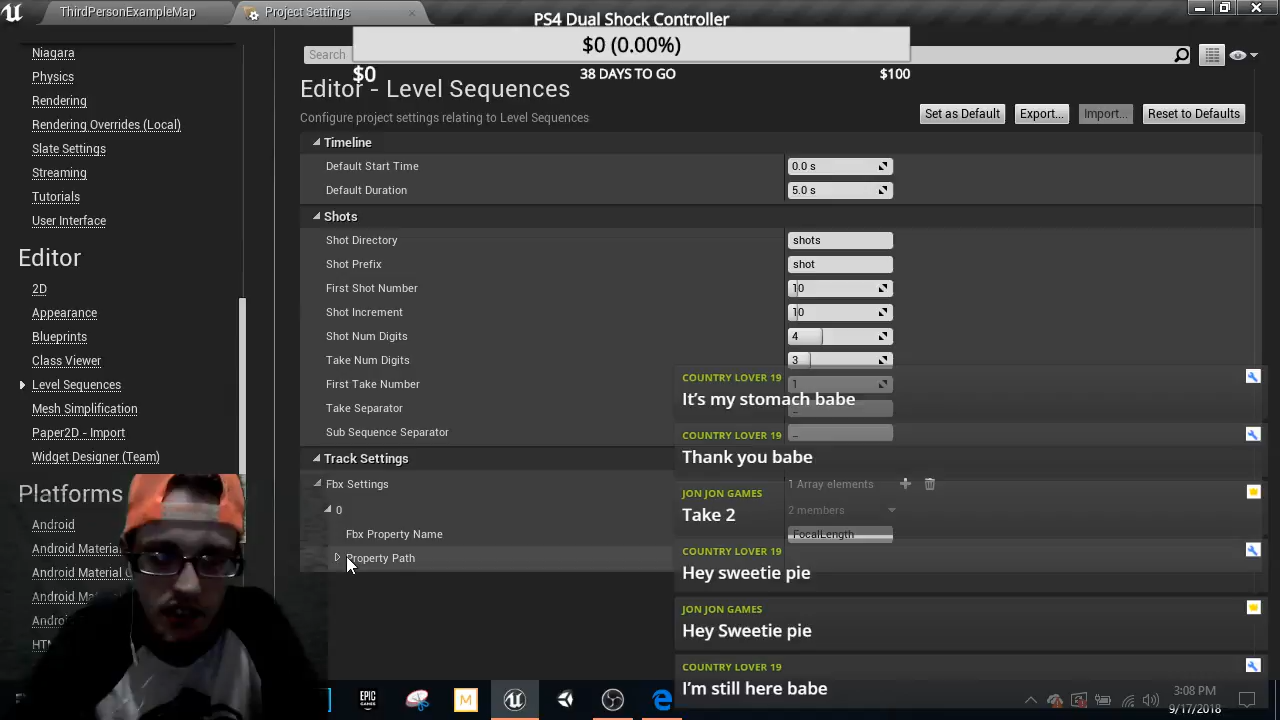 ThirdPersonExampleMap
Project Settings
PS4 Dual Shock Controller
$0 (0.00%)
$0
38 DAYS TO GO
$100
Search
Niagara
Physics
Rendering
Rendering Overrides (Local)
Slate Settings
Streaming
Tutorials
User Interface
Editor
2D
Appearance
Blueprints
Class Viewer
Level Sequences
Mesh Simplification
Paper2D - Import
Widget Designer (Team)
Platforms
Android
Android Material
Android Material
Editor - Level Sequences
Configure project settings relating to Level Sequences
Set as Default
Export...
Import...
Reset to Defaults
Timeline
Default Start Time
0.0 s
Default Duration
5.0 s
Shots
Shot Directory
shots
Shot Prefix
shot
First Shot Number
10
Shot Increment
10
Shot Num Digits
4
Take Num Digits
3
First Take Number
1
Take Separator
_
Sub Sequence Separator
_
Track Settings
Fbx Settings
1 Array elements
0
2 members
Fbx Property Name
FocalLength
Property Path
COUNTRY LOVER 19
It's my stomach babe
COUNTRY LOVER 19
Thank you babe
JON JON GAMES
Take 2
COUNTRY LOVER 19
Hey sweetie pie
JON JON GAMES
Hey Sweetie pie
COUNTRY LOVER 19
I'm still here babe
EPIC
GAMES
M
3:08 PM
9/17/2018